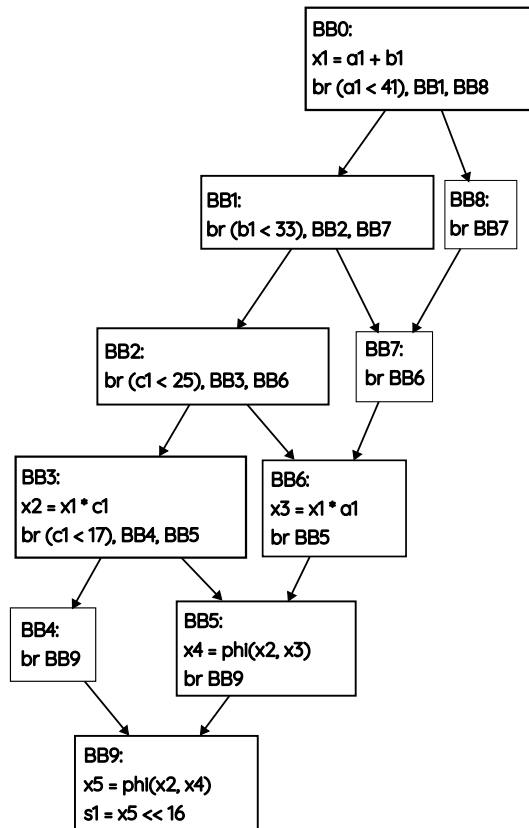 BB0:
x1 = a1 + b1
br (a1 < 41), BB1, BB8
BB1:
br (b1 < 33), BB2, BB7
BB8:
br BB7
BB2:
br (c1 < 25), BB3, BB6
BB7:
br BB6
BB3:
x2 = x1 * c1
br (c1 < 17), BB4, BB5
BB6:
x3 = x1 * a1
br BB5
BB4:
br BB9
BB5:
x4 = phi(x2, x3)
br BB9
BB9:
x5 = phi(x2, x4)
s1 = x5 << 16